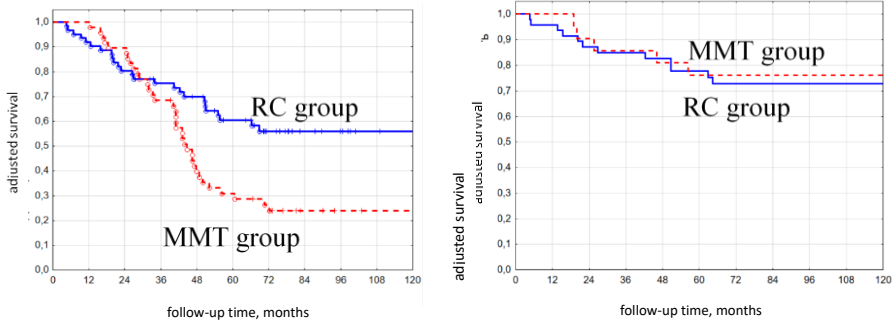 1,0
0,9
0,8
0,7
0,6
0,5
0,4
0,3
0,2
0,1
0,0
adjusted survival
RC group
MMT group
0 12 24 36 48 60 72 84 96 108 120
follow-up time, months
1,0
0,9
0,8
0,7
0,6
0,5
0,4
0,3
0,2
0,1
0,0
adjusted survival
adjusted survival
MMT group
RC group
0 12 24 36 48 60 72 84 96 108 120
follow-up time, months